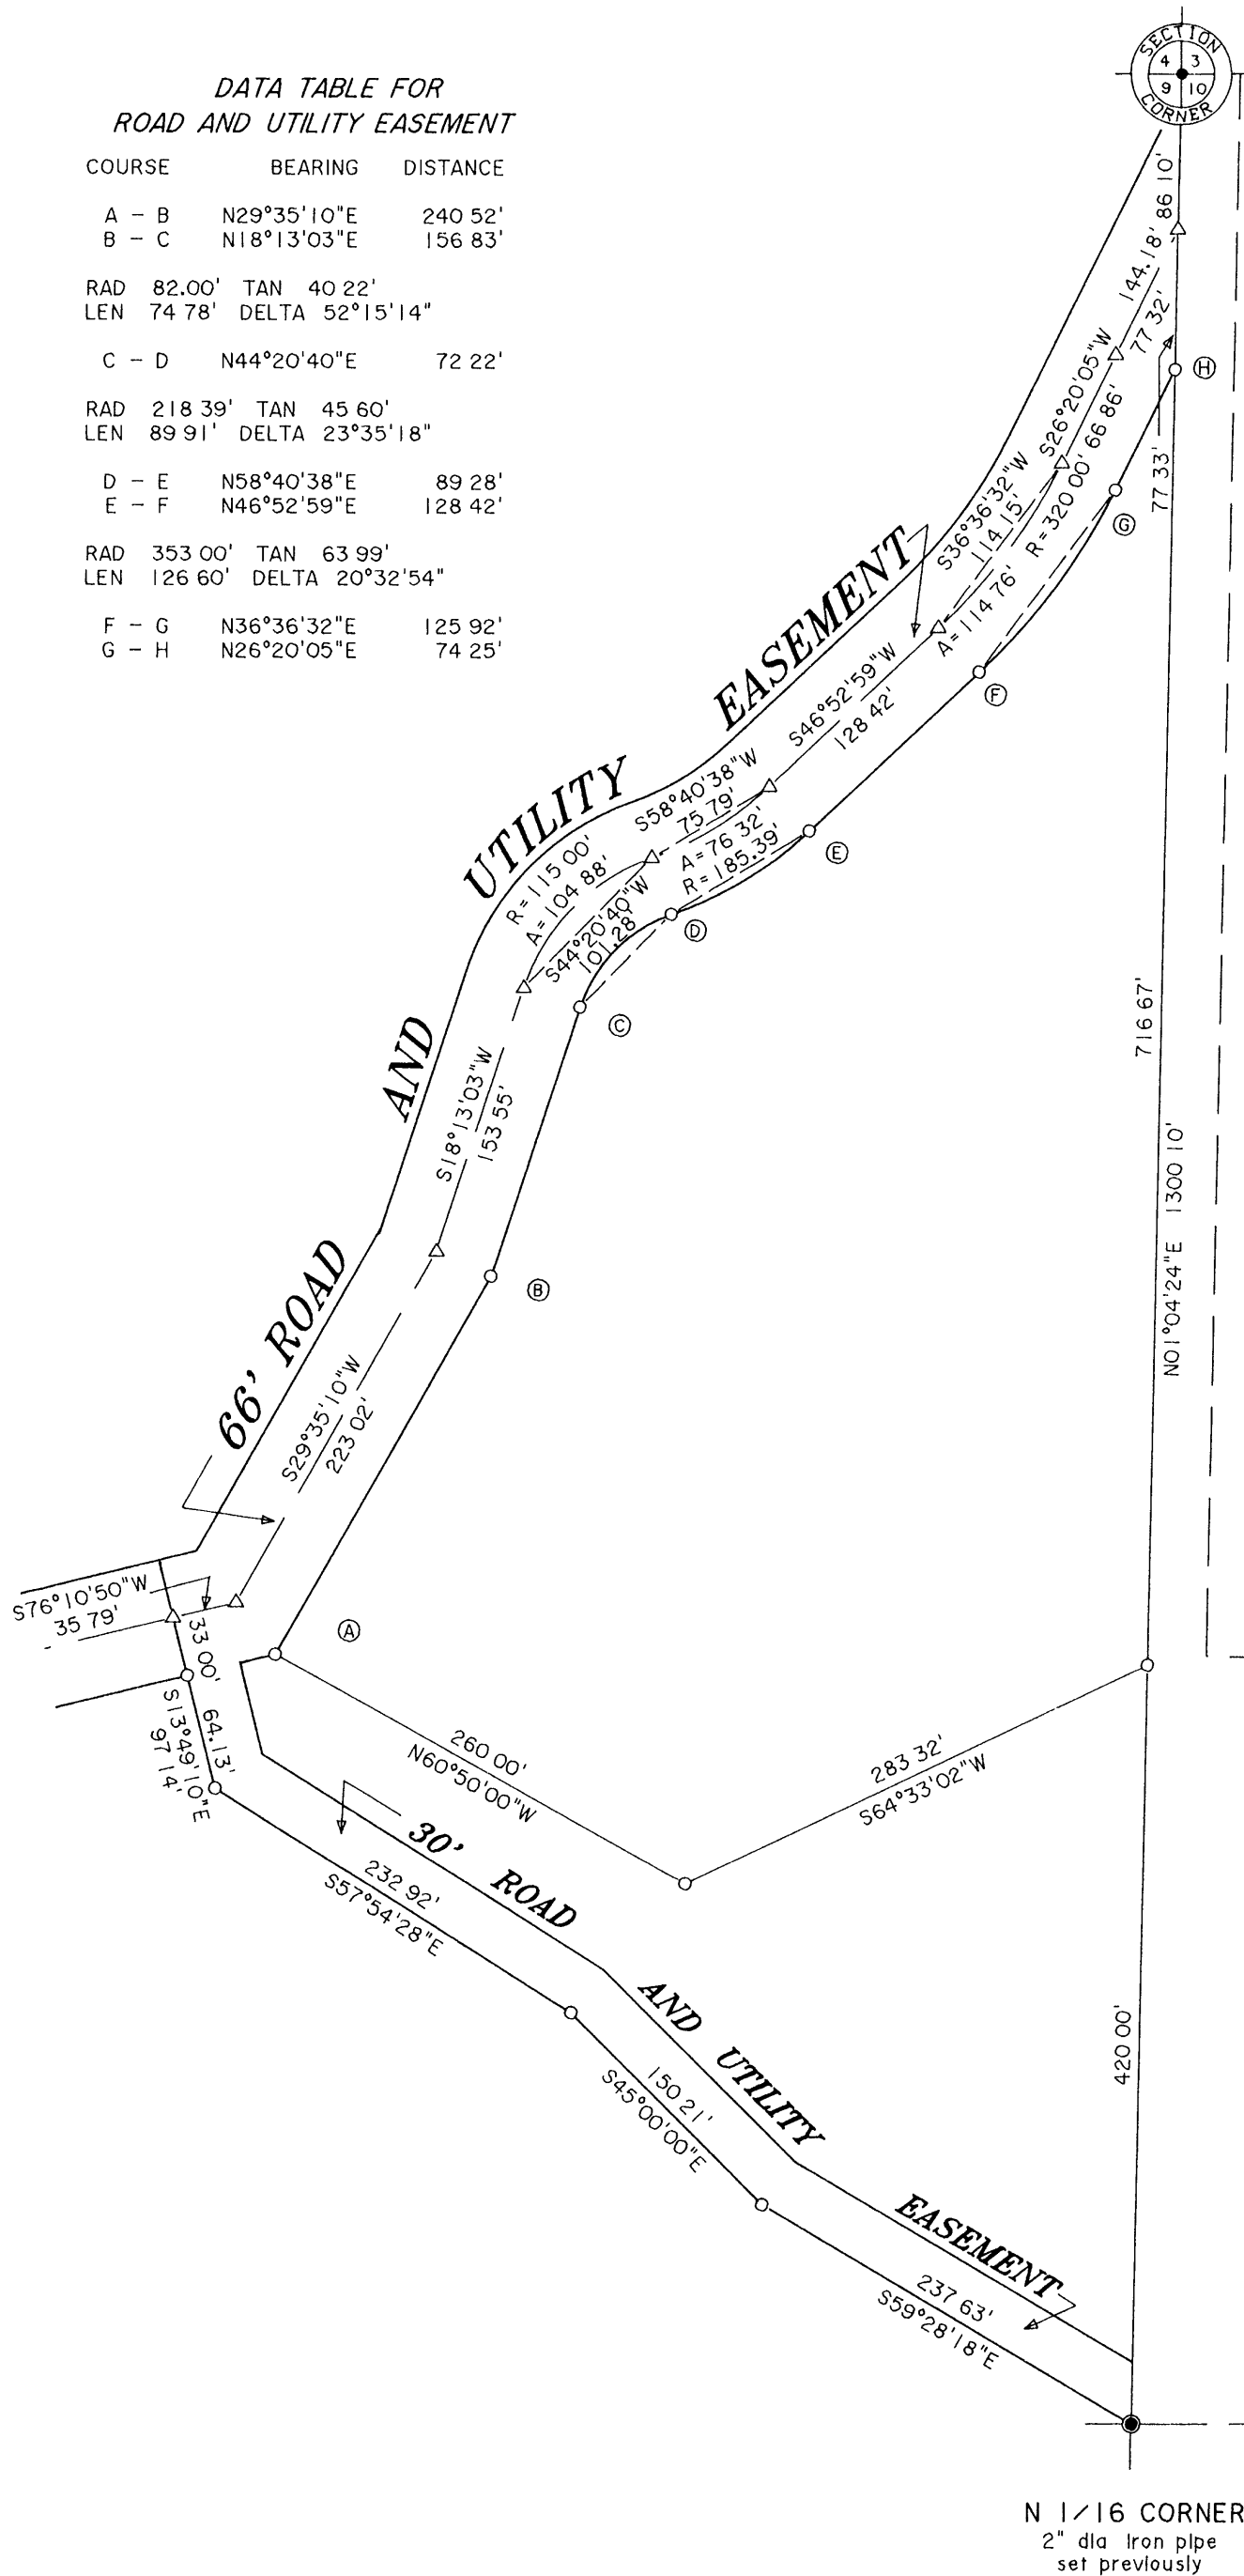 DATA TABLE FOR
ROAD AND UTILITY EASEMENT
COURSE BEARING DISTANCE
A - B N29°35'10"E 240 52'
B - C N18°13'03"E 156 83'
RAD 82.00' TAN 40 22'
LEN 74 78' DELTA 52°15'14"
C - D N44°20'40"E 72 22'
RAD 218 39' TAN 45 60'
LEN 89 91' DELTA 23°35'18"
D - E N58°40'38"E 89 28'
E - F N46°52'59"E 128 42'
RAD 353 00' TAN 63 99'
LEN 126 60' DELTA 20°32'54"
F - G N36°36'32"E 125 92'
G - H N26°20'05"E 74 25'
SECTION
4 3
9 10
CORNER
86 10'
144.18'
77 32'
H
S26°20'05"W
66 86'
77 33'
G
S36°36'32"W
114 15'
R=320 00'
A=114 76'
F
S46°52'59"W
128 42'
S58°40'38"W
75 79'
A=76 32'
R=185.39'
E
R=115 00'
A=104 88'
S44°20'40"W
101.28'
D
C
66' ROAD AND UTILITY EASEMENT
S18°13'03"W
153 55'
B
716 67'
N01°04'24"E 1300 10'
S29°35'10"W
223 02'
S76°10'50"W
35 79'
A
33 00'
64.13'
S13°49'10"E
97 14'
260 00'
N60°50'00"W
283 32'
S64°33'02"W
30' ROAD AND UTILITY EASEMENT
232 92'
S57°54'28"E
150 21'
S45°00'00"E
420 00'
237 63'
S59°28'18"E
N 1/16 CORNER
2" dia Iron pipe
set previously